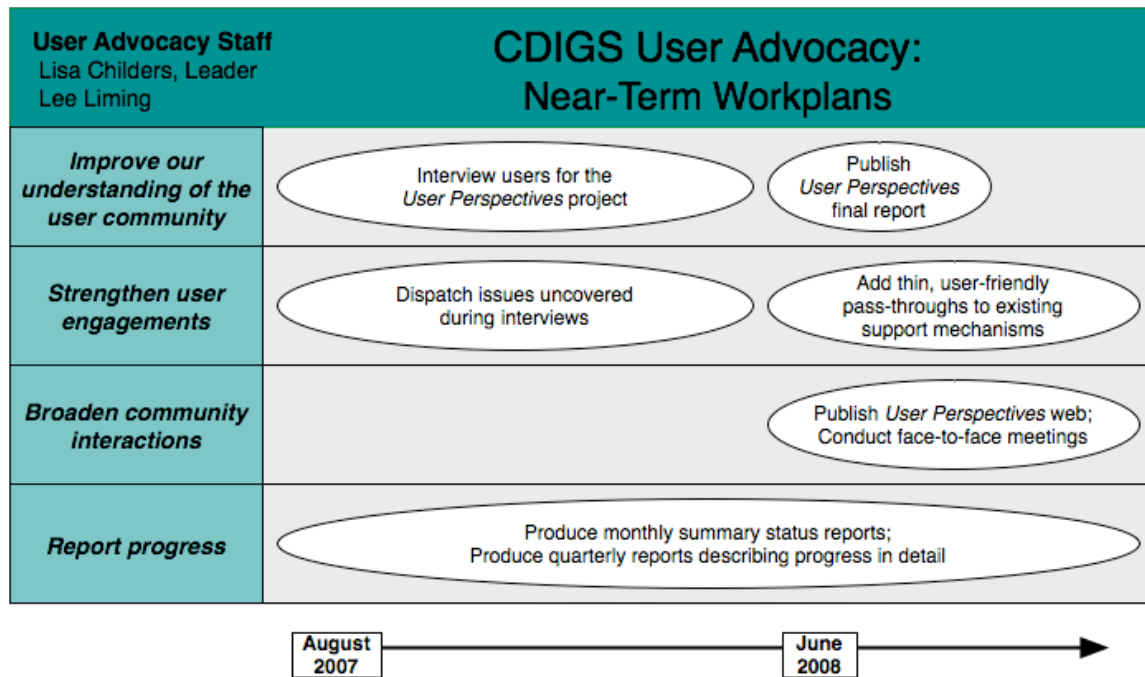 User Advocacy Staff
Lisa Childers, Leader
Lee Liming
CDIGS User Advocacy:
Near-Term Workplans
Improve our
understanding of the
user community
Interview users for the
User Perspectives project
Publish
User Perspectives
final report
Strengthen user
engagements
Dispatch issues uncovered
during interviews
Add thin, user-friendly
pass-throughs to existing
support mechanisms
Broaden community
interactions
Publish User Perspectives web;
Conduct face-to-face meetings
Report progress
Produce monthly summary status reports;
Produce quarterly reports describing progress in detail
August
2007
June
2008